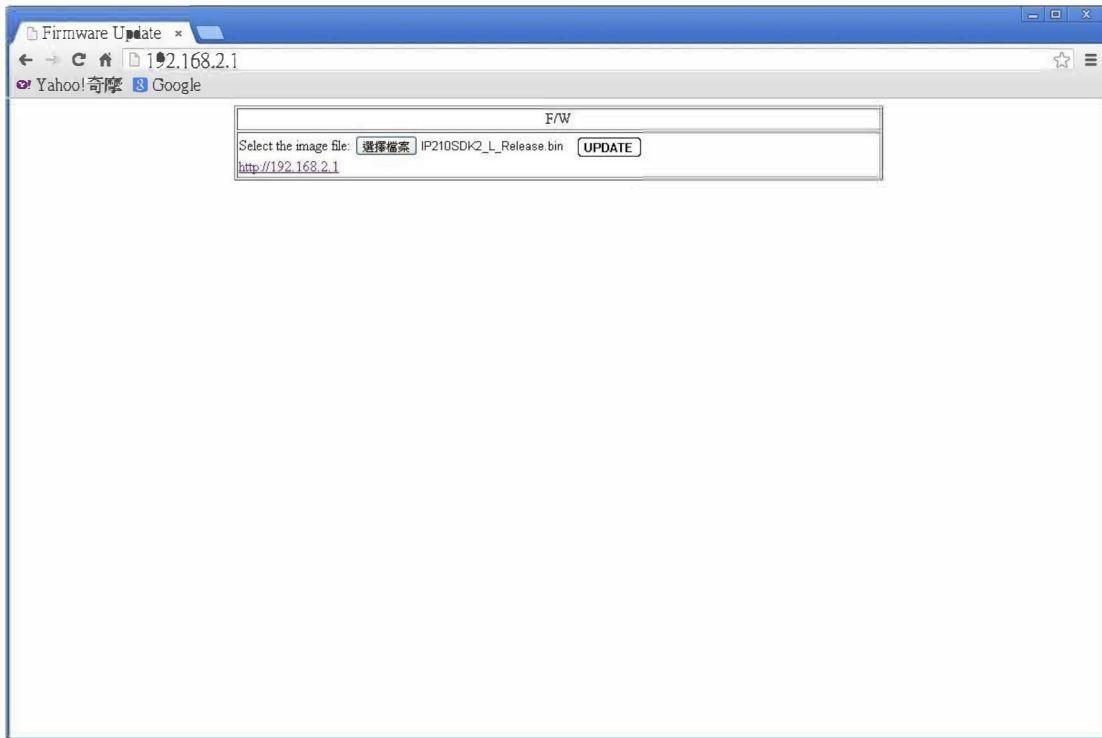 Firmware Update ×
192.168.2.1
Yahoo!奇摩 Google
F/W
Select the image file: 選擇檔案 IP210SDK2_L_Release.bin UPDATE
http://192.168.2.1